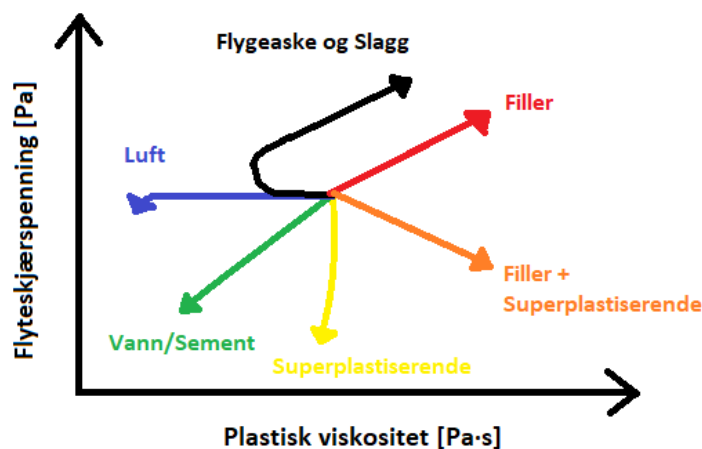 Flyteskjærspenning [Pa]
Flygeaske og Slagg
Filler
Luft
Filler +
Superplastiserende
Vann/Sement
Superplastiserende
Plastisk viskositet [Pa·s]